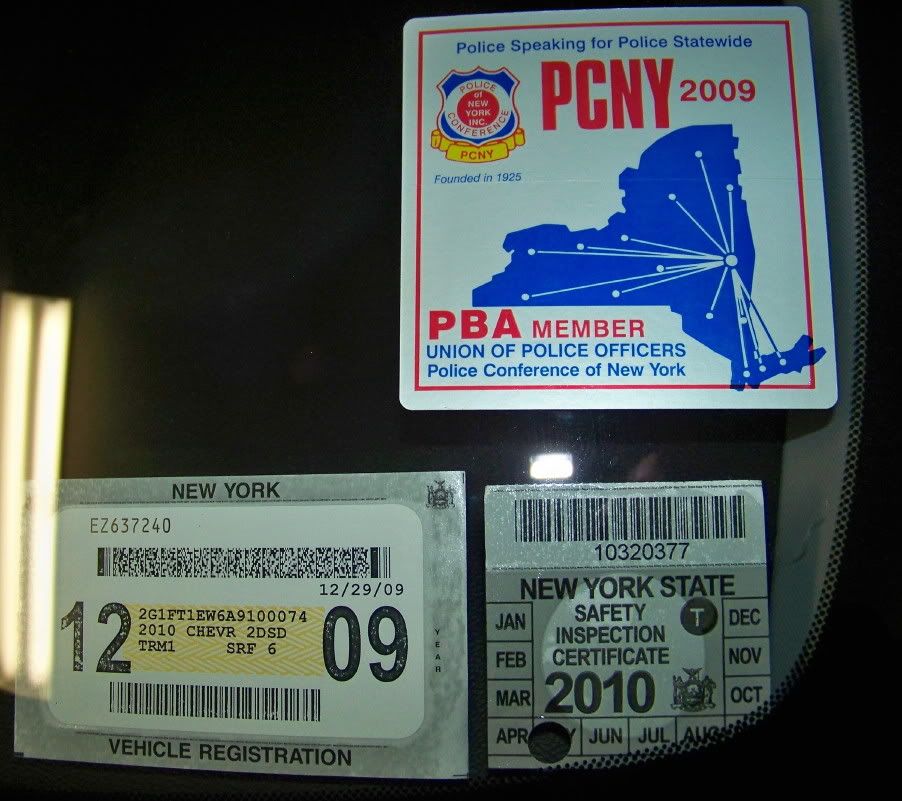 Police Speaking for Police Statewide
PCNY 2009
POLICE
of
NEW
YORK
INC.
CONFERENCE
PCNY
Founded in 1925
PBA MEMBER
UNION OF POLICE OFFICERS
Police Conference of New York
NEW YORK
EZ637240
12/29/09
12
2G1FT1EW6A9100074
2010 CHEVR 2DSD
TRM1 SRF 6
09
YEAR
VEHICLE REGISTRATION
10320377
NEW YORK STATE
JAN SAFETY T DEC
INSPECTION
FEB CERTIFICATE NOV
MAR 2010 OCT
APR JUN JUL AUG